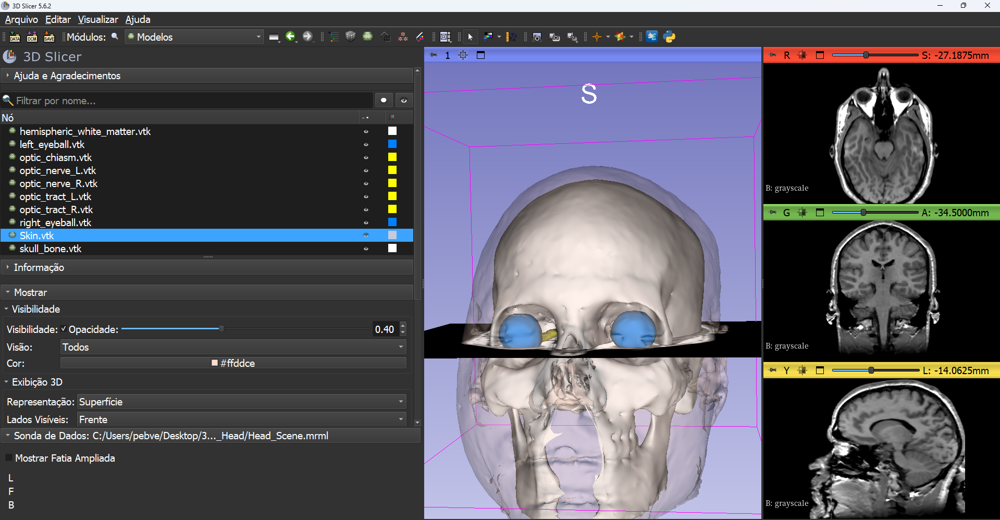 3D Slicer 5.6.2
Arquivo Editar Visualizar Ajuda
DATA DCM SAVE Módulos: Modelos
3D Slicer
Ajuda e Agradecimentos
Filtrar por nome...
Nó
hemispheric_white_matter.vtk
left_eyeball.vtk
optic_chiasm.vtk
optic_nerve_L.vtk
optic_nerve_R.vtk
optic_tract_L.vtk
optic_tract_R.vtk
right_eyeball.vtk
Skin.vtk
skull_bone.vtk
Informação
Mostrar
Visibilidade
Visibilidade: Opacidade: 0.40
Visão: Todos
Cor: #ffddce
Exibição 3D
Representação: Superfície
Lados Visíveis: Frente
Sonda de Dados: C:/Users/pebve/Desktop/3..._Head/Head_Scene.mrml
Mostrar Fatia Ampliada
L
F
B
1
S
R S: -27.1875mm
B: grayscale
G A: -34.5000mm
B: grayscale
Y L: -14.0625mm
B: grayscale